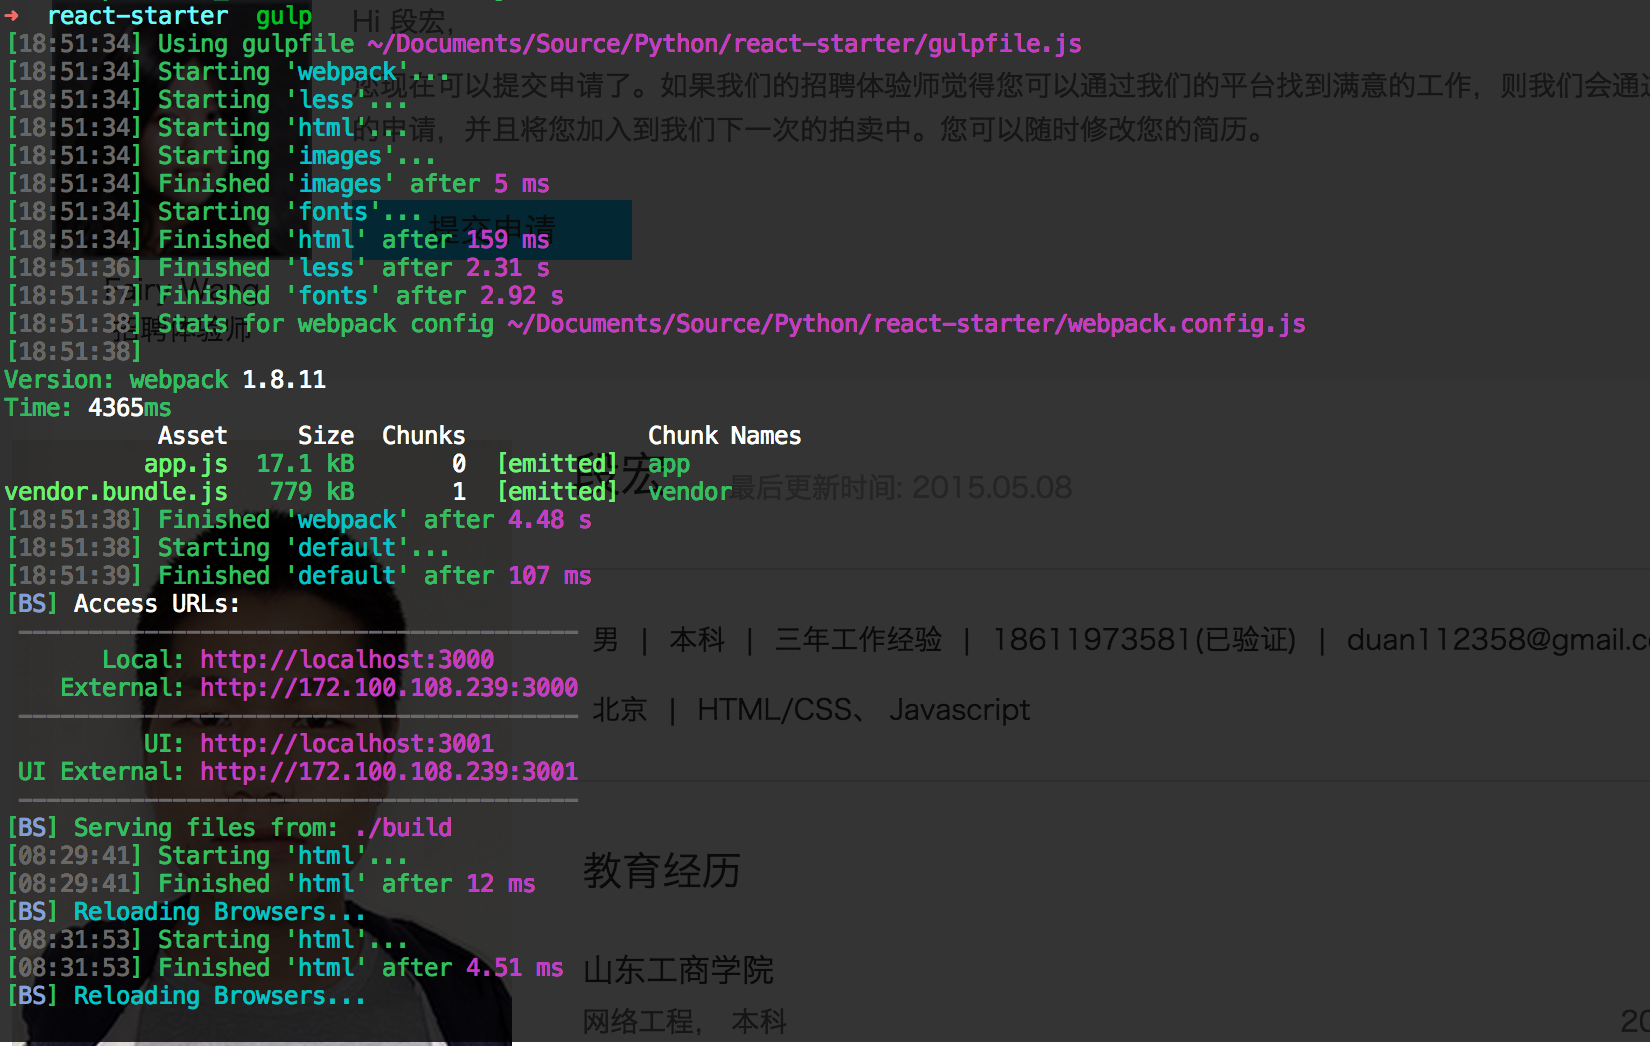 ➜  react-starter  gulp
Hi 段宏,
[18:51:34] Using gulpfile ~/Documents/Source/Python/react-starter/gulpfile.js
[18:51:34] Starting 'webpack'...
您现在可以提交申请了。如果我们的招聘体验师觉得您可以通过我们的平台找到满意的工作，则我们会通过
[18:51:34] Starting 'less'...
[18:51:34] Starting 'html'...
的申请，并且将您加入到我们下一次的拍卖中。您可以随时修改您的简历。
[18:51:34] Starting 'images'...
[18:51:34] Finished 'images' after 5 ms
[18:51:34] Starting 'fonts'...
提交申请
[18:51:34] Finished 'html' after 159 ms
[18:51:36] Finished 'less' after 2.31 s
Fairy Wang
[18:51:37] Finished 'fonts' after 2.92 s
[18:51:38] Stats for webpack config ~/Documents/Source/Python/react-starter/webpack.config.js
招聘体验师
[18:51:38]
Version: webpack 1.8.11
Time: 4365ms
Asset Size Chunks Chunk Names
app.js 17.1 kB 0 [emitted] app
段宏 最后更新时间: 2015.05.08
vendor.bundle.js 779 kB 1 [emitted] vendor
[18:51:38] Finished 'webpack' after 4.48 s
[18:51:38] Starting 'default'...
[18:51:39] Finished 'default' after 107 ms
[BS] Access URLs:
男 | 本科 | 三年工作经验 | 18611973581(已验证) | duan112358@gmail.c
Local: http://localhost:3000
External: http://172.100.108.239:3000
北京 | HTML/CSS、 Javascript
UI: http://localhost:3001
UI External: http://172.100.108.239:3001
[BS] Serving files from: ./build
[08:29:41] Starting 'html'...
教育经历
[08:29:41] Finished 'html' after 12 ms
[BS] Reloading Browsers...
[08:31:53] Starting 'html'...
[08:31:53] Finished 'html' after 4.51 ms
山东工商学院
[BS] Reloading Browsers...
网络工程， 本科 20